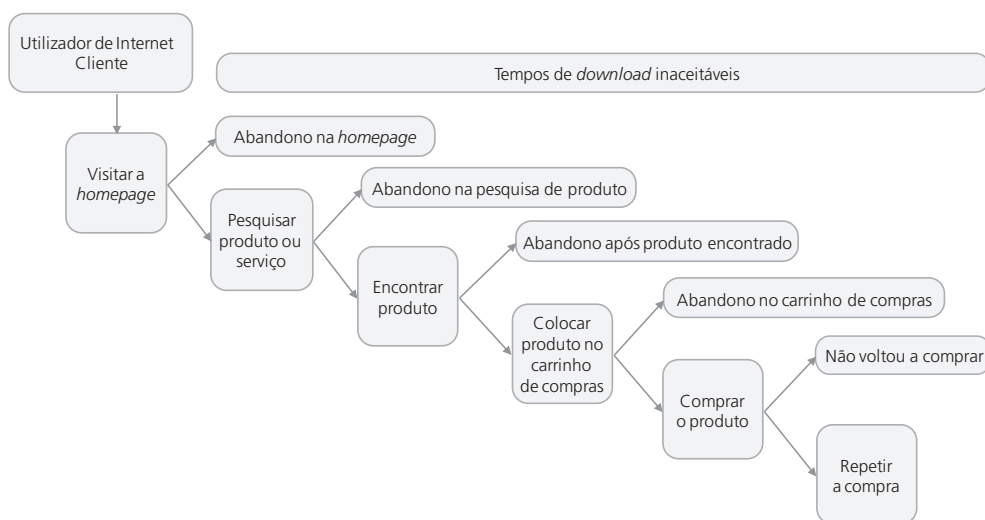 Utilizador de Internet
Cliente
Tempos de download inaceitáveis
Abandono na homepage
Visitar a
homepage
Abandono na pesquisa de produto
Pesquisar
produto ou
serviço
Abandono após produto encontrado
Encontrar
produto
Abandono no carrinho de compras
Colocar
produto no
carrinho
de compras
Não voltou a comprar
Comprar
o produto
Repetir
a compra